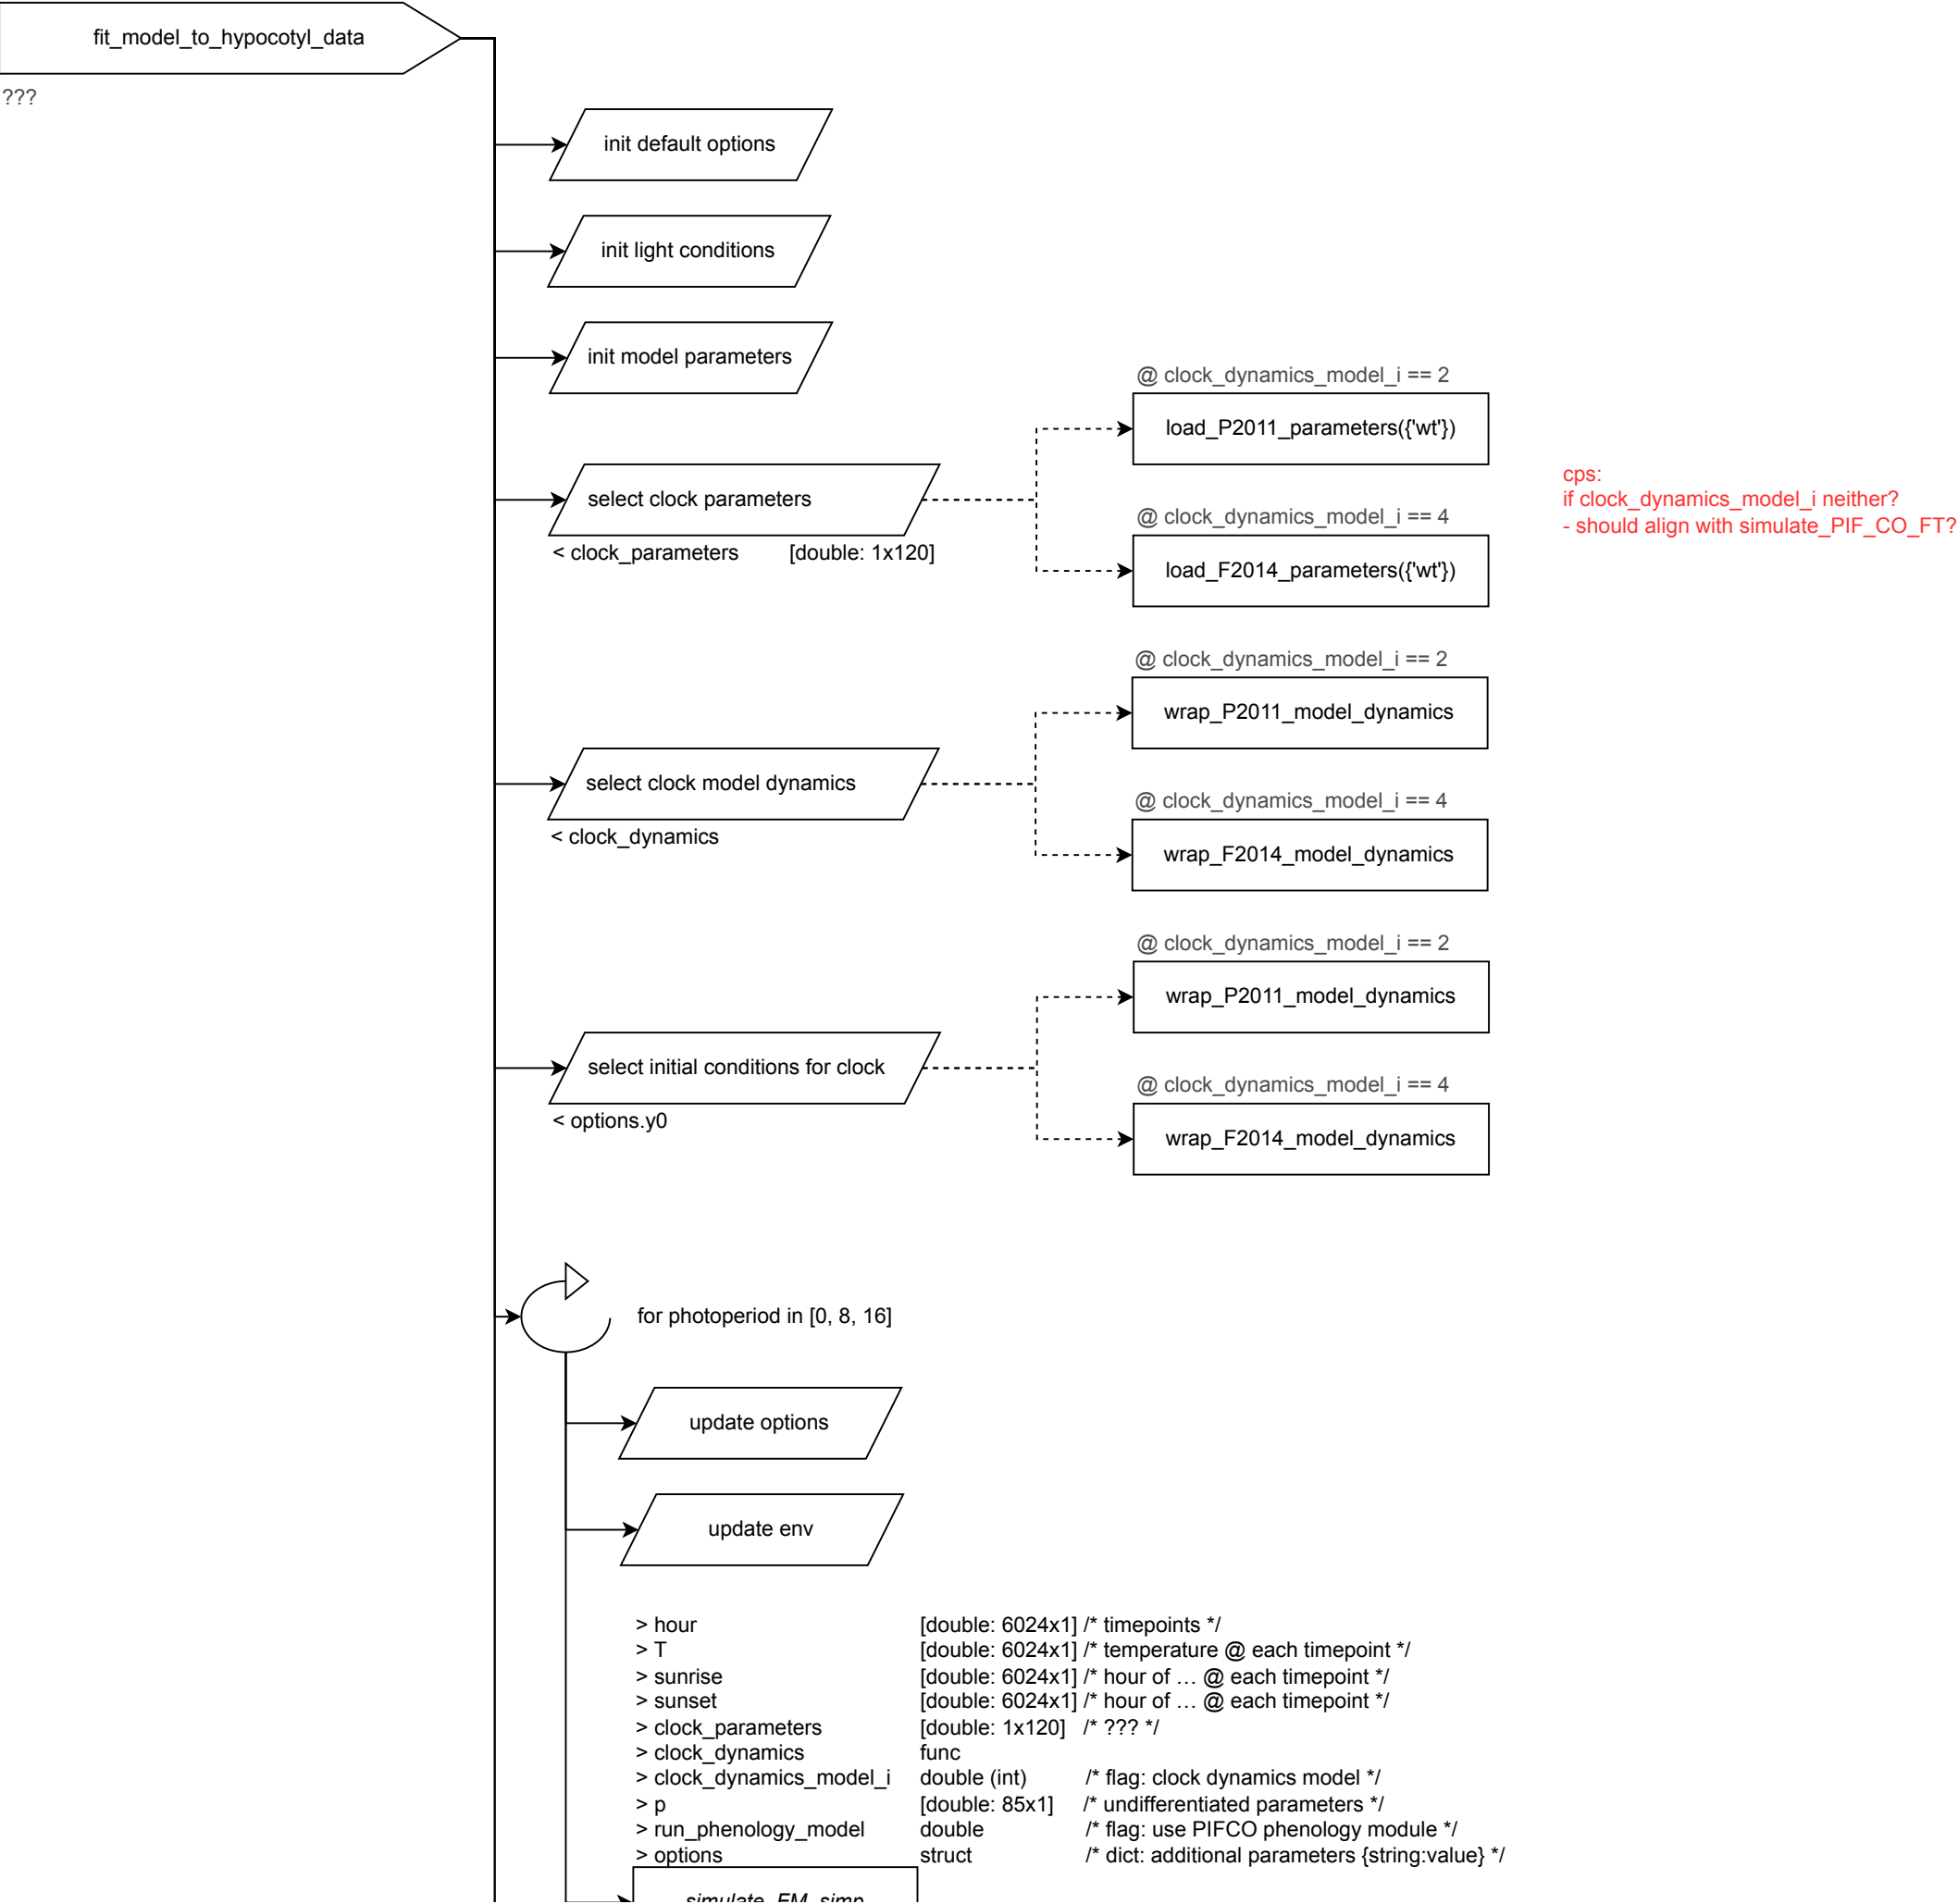 fit_model_to_hypocotyl_data
???
init default options
init light conditions
init model parameters
@ clock_dynamics_model_i == 2
load_P2011_parameters({'wt'})
cps:
if clock_dynamics_model_i neither?
- should align with simulate_PIF_CO_FT?
select clock parameters
@ clock_dynamics_model_i == 4
< clock_parameters [double: 1x120]
load_F2014_parameters({'wt'})
@ clock_dynamics_model_i == 2
wrap_P2011_model_dynamics
select clock model dynamics
@ clock_dynamics_model_i == 4
< clock_dynamics
wrap_F2014_model_dynamics
@ clock_dynamics_model_i == 2
wrap_P2011_model_dynamics
select initial conditions for clock
@ clock_dynamics_model_i == 4
< options.y0
wrap_F2014_model_dynamics
for photoperiod in [0, 8, 16]
update options
update env
> hour [double: 6024x1] /* timepoints */
> T [double: 6024x1] /* temperature @ each timepoint */
> sunrise [double: 6024x1] /* hour of … @ each timepoint */
> sunset [double: 6024x1] /* hour of … @ each timepoint */
> clock_parameters [double: 1x120] /* ??? */
> clock_dynamics func
> clock_dynamics_model_i double (int) /* flag: clock dynamics model */
> p [double: 85x1] /* undifferentiated parameters */
> run_phenology_model double /* flag: use PIFCO phenology module */
> options struct /* dict: additional parameters {string:value} */
simulate_FM_simp